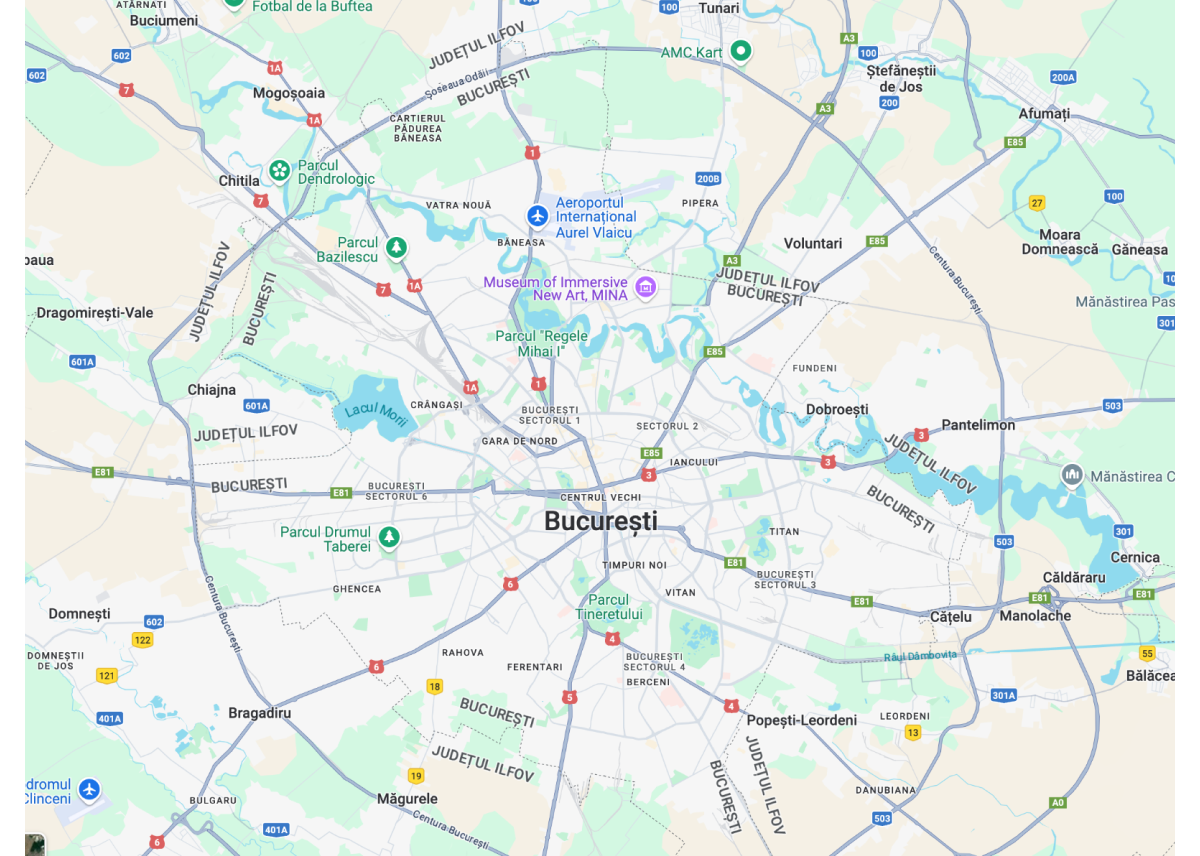 ATÂRNATI
Fotbal de la Buftea
Buciumeni
100
Tunari
JUDEȚUL ILFOV
A3
602
AMC Kart
100
602
1A
Șoseaua Odăii
Ștefăneștii
de Jos
200A
7
Mogoșoaia
BUCUREȘTI
200
1A
CARTIERUL
PĂDUREA
BĂNEASA
A3
Afumați
E85
1
Parcul
Dendrologic
Chitila
200B
7
VATRA NOUĂ
Aeroportul
Internațional
Aurel Vlaicu
PIPERA
27
100
Parcul
Bazilescu
BĂNEASA
Voluntari
E85
Moara
Domnească
Găneasa
JUDEȚUL ILFOV
BUCUREȘTI
A3
Centura București
7
1A
Museum of Immersive
New Art, MINA
JUDEȚUL ILFOV
BUCUREȘTI
Mănăstirea Pas
Dragomirești-Vale
301
Parcul "Regele
Mihai I"
E85
601A
FUNDENI
Chiajna
1A
1
601A
Lacul Morii
CRÂNGAȘI
BUCUREȘTI
SECTORUL 1
Dobroești
503
JUDEȚUL ILFOV
GARA DE NORD
SECTORUL 2
3
Pantelimon
JUDEȚUL ILFOV
E85
IANCULUI
3
E81
3
Mănăstirea C
BUCUREȘTI
E81
BUCUREȘTI
SECTORUL 6
CENTRUL VECHI
BUCUREȘTI
București
Parcul Drumul
Taberei
TITAN
503
301
TIMPURI NOI
E81
Cernica
Centura București
GHENCEA
6
VITAN
BUCUREȘTI
SECTORUL 3
Căldăraru
Domnești
Parcul
Tineretului
E81
E81
E81
602
Cățelu
Manolache
122
4
DOMNEȘTII
DE JOS
RAHOVA
BUCUREȘTI
SECTORUL 4
Râul Dâmbovița
55
121
6
FERENTARI
BERCENI
Bălăcea
18
5
301A
401A
Bragadiru
BUCUREȘTI
4
Popești-Leordeni
LEORDENI
13
JUDEȚUL ILFOV
JUDEȚUL ILFOV
BUCUREȘTI
19
dromul
Clinceni
DANUBIANA
BULGARU
Măgurele
A0
401A
Centura București
503
6